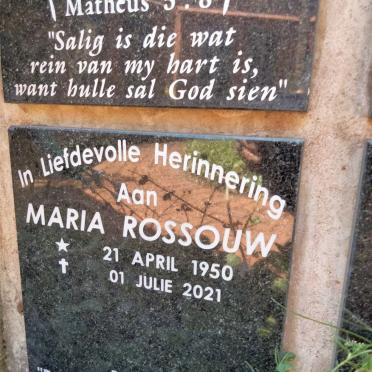 Mattheus 5:8
"Salig is die wat
rein van my hart is,
want hulle sal God sien"
In Liefdevolle Herinnering
Aan
MARIA ROSSOUW
21 APRIL 1950
01 JULIE 2021